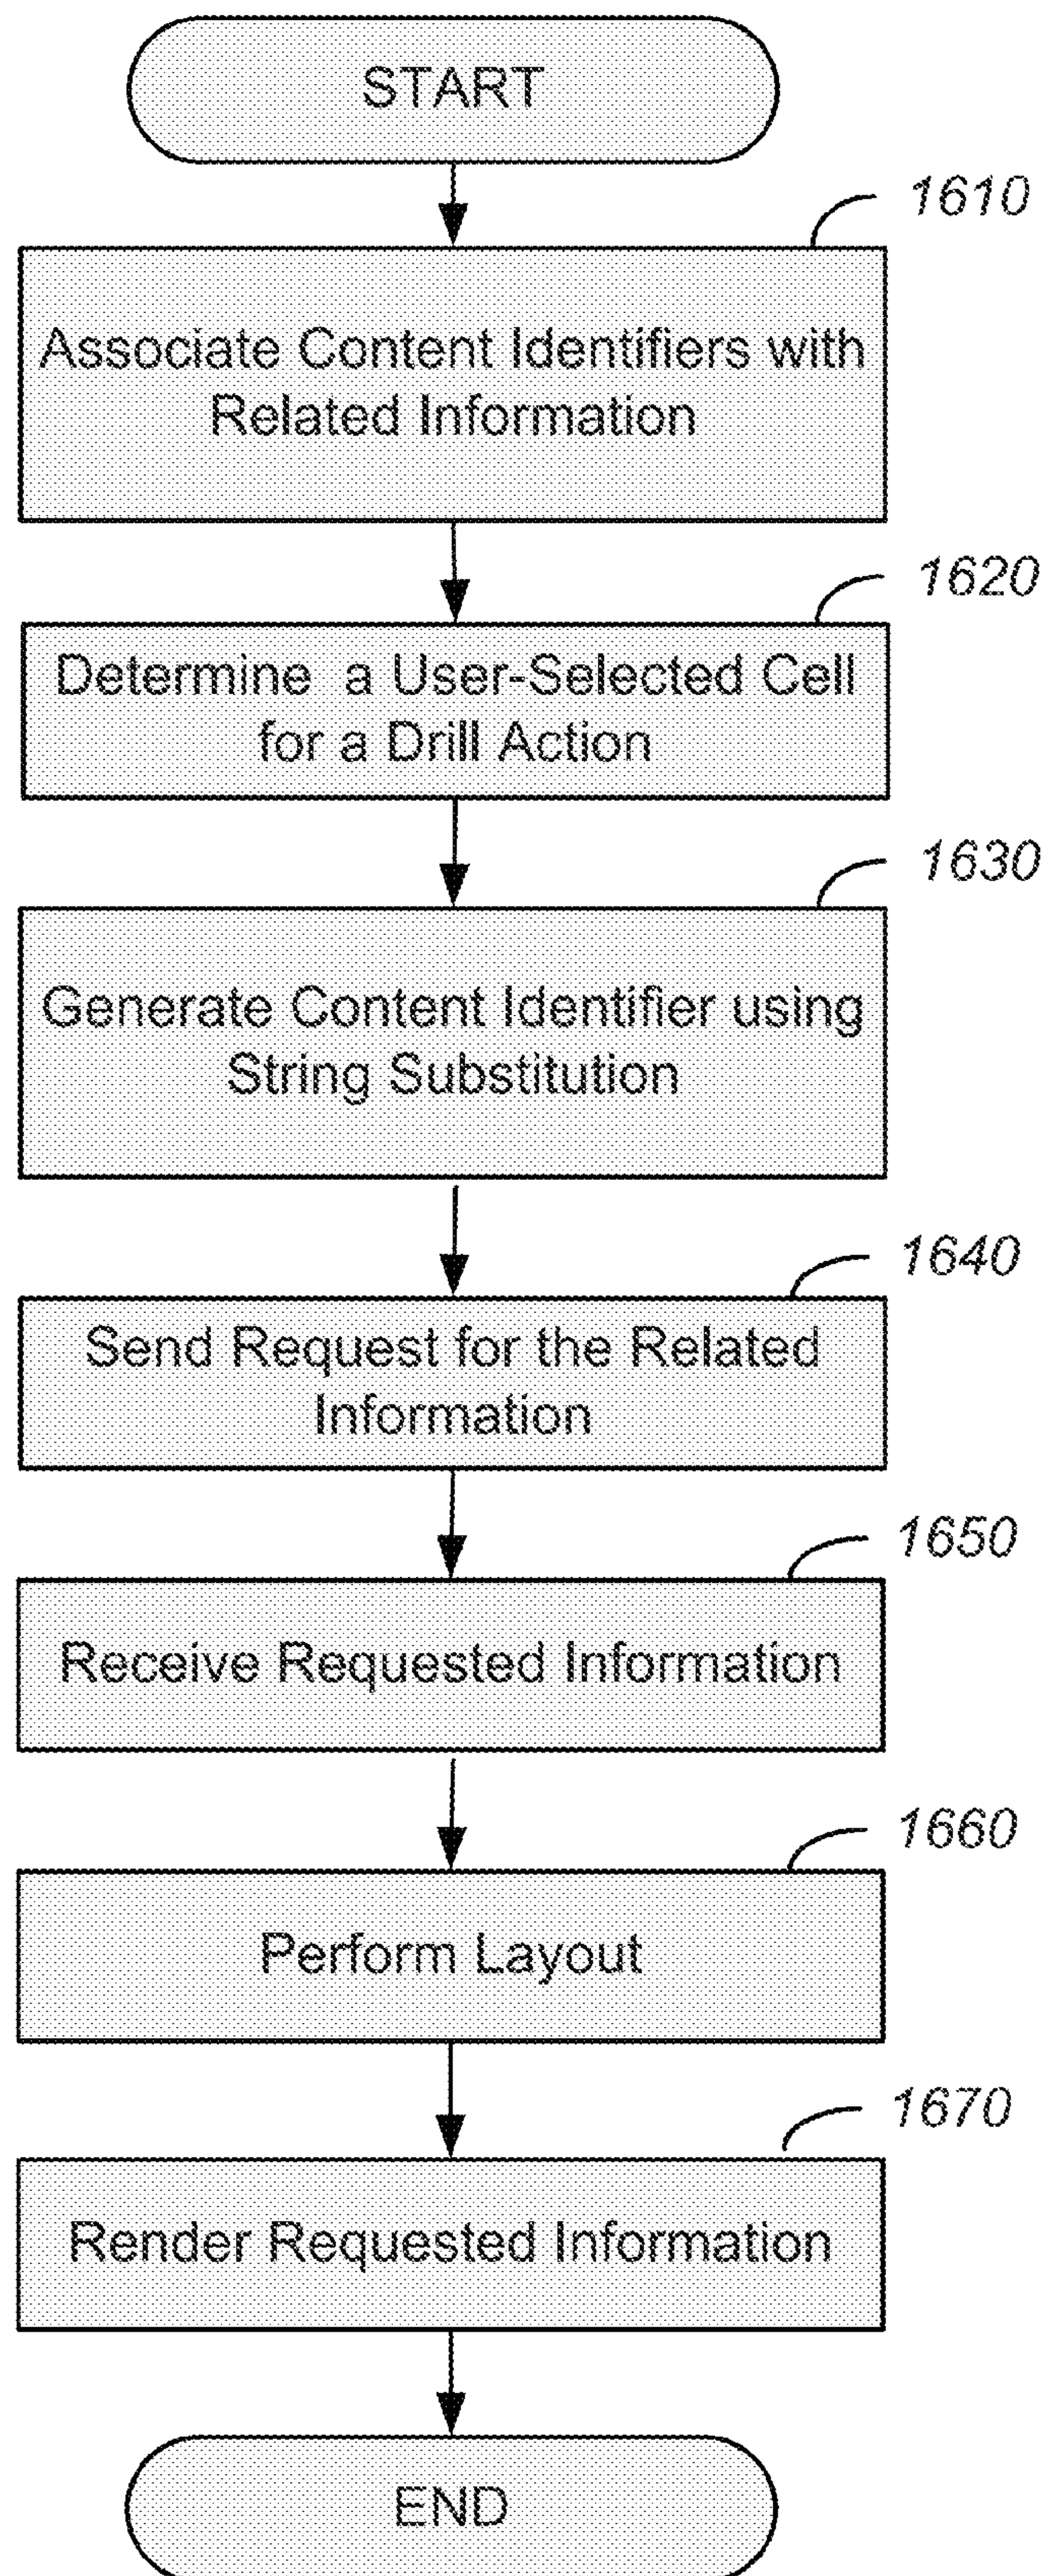 START
1610
Associate Content Identifiers with
Related Information
1620
Determine a User-Selected Cell
for a Drill Action
1630
Generate Content Identifier using
String Substitution
1640
Send Request for the Related
Information
1650
Receive Requested Information
1660
Perform Layout
1670
Render Requested Information
END